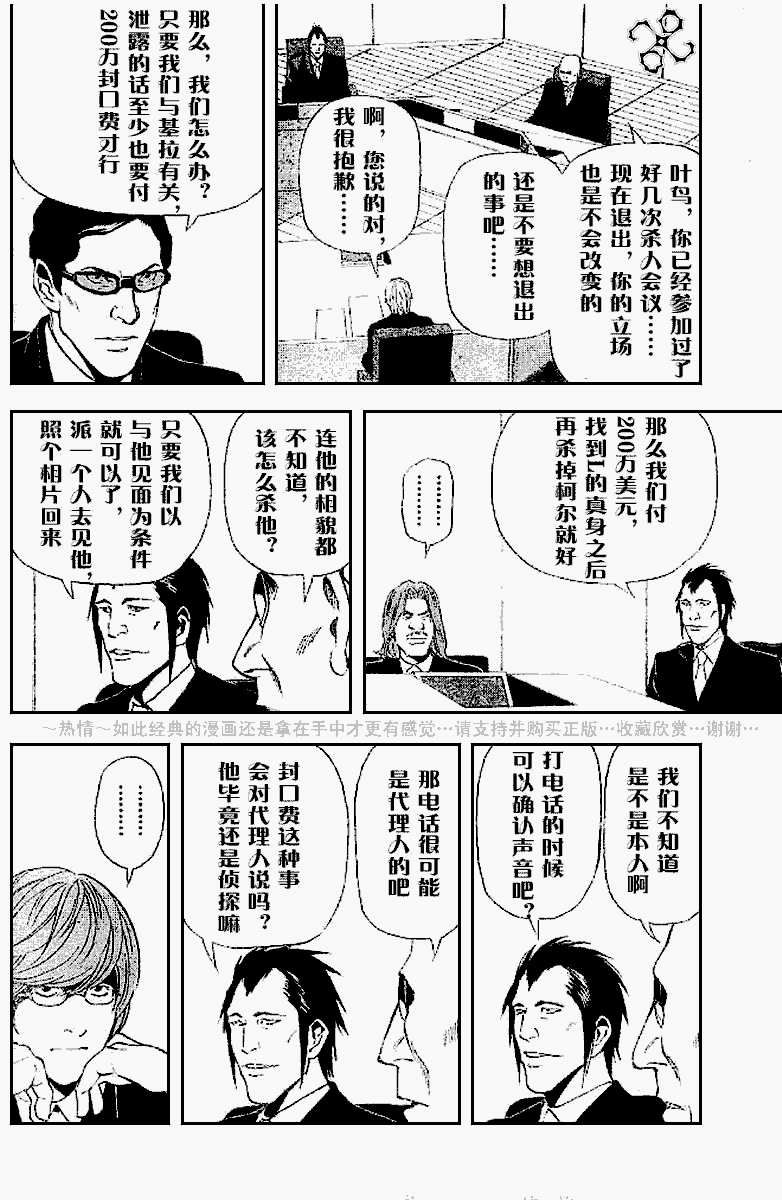 叶鸟，你已经参加过了
好几次杀人会议……
现在退出，你的立场
也是不会改变的
还是不要想退出
的事吧……
啊，您说的对，
我很抱歉……
那么，我们怎么办？
只要我们与基拉有关，
泄露的话至少也要付
200万封口费才行
那么我们付
200万美元，
找到L的真身之后
再杀掉柯尔就好
…………
连他的相貌都
不知道，
该怎么杀他？
只要我们以
与他见面为条件
就可以了，
派一个人去见他，
照个相片回来
～热情～如此经典的漫画还是拿在手中才更有感觉…请支持并购买正版…收藏欣赏…谢谢…
我们不知道
是不是本人啊
打电话的时候
可以确认声音吧？
那电话很可能
是代理人的吧
封口费这种事
会对代理人说吗？
他毕竟还是侦探嘛
…………